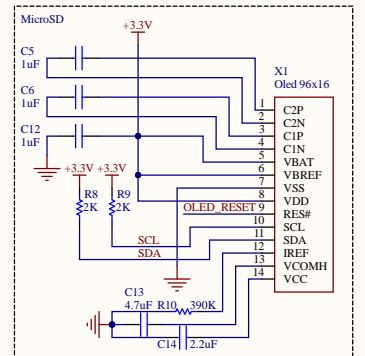 MicroSD
+3.3V
C5
1uF
C6
1uF
C12
1uF
X1
Oled 96x16
1 C2P
2 C2N
3 C1P
4 C1N
5 VBAT
6 VBREF
7 VSS
8 VDD
9 RES#
10 SCL
11 SDA
12 IREF
13 VCOMH
14 VCC
+3.3V +3.3V
R8 R9
2K 2K
OLED_RESET
SCL
SDA
C13
4.7uF R10 390K
C14 2.2uF